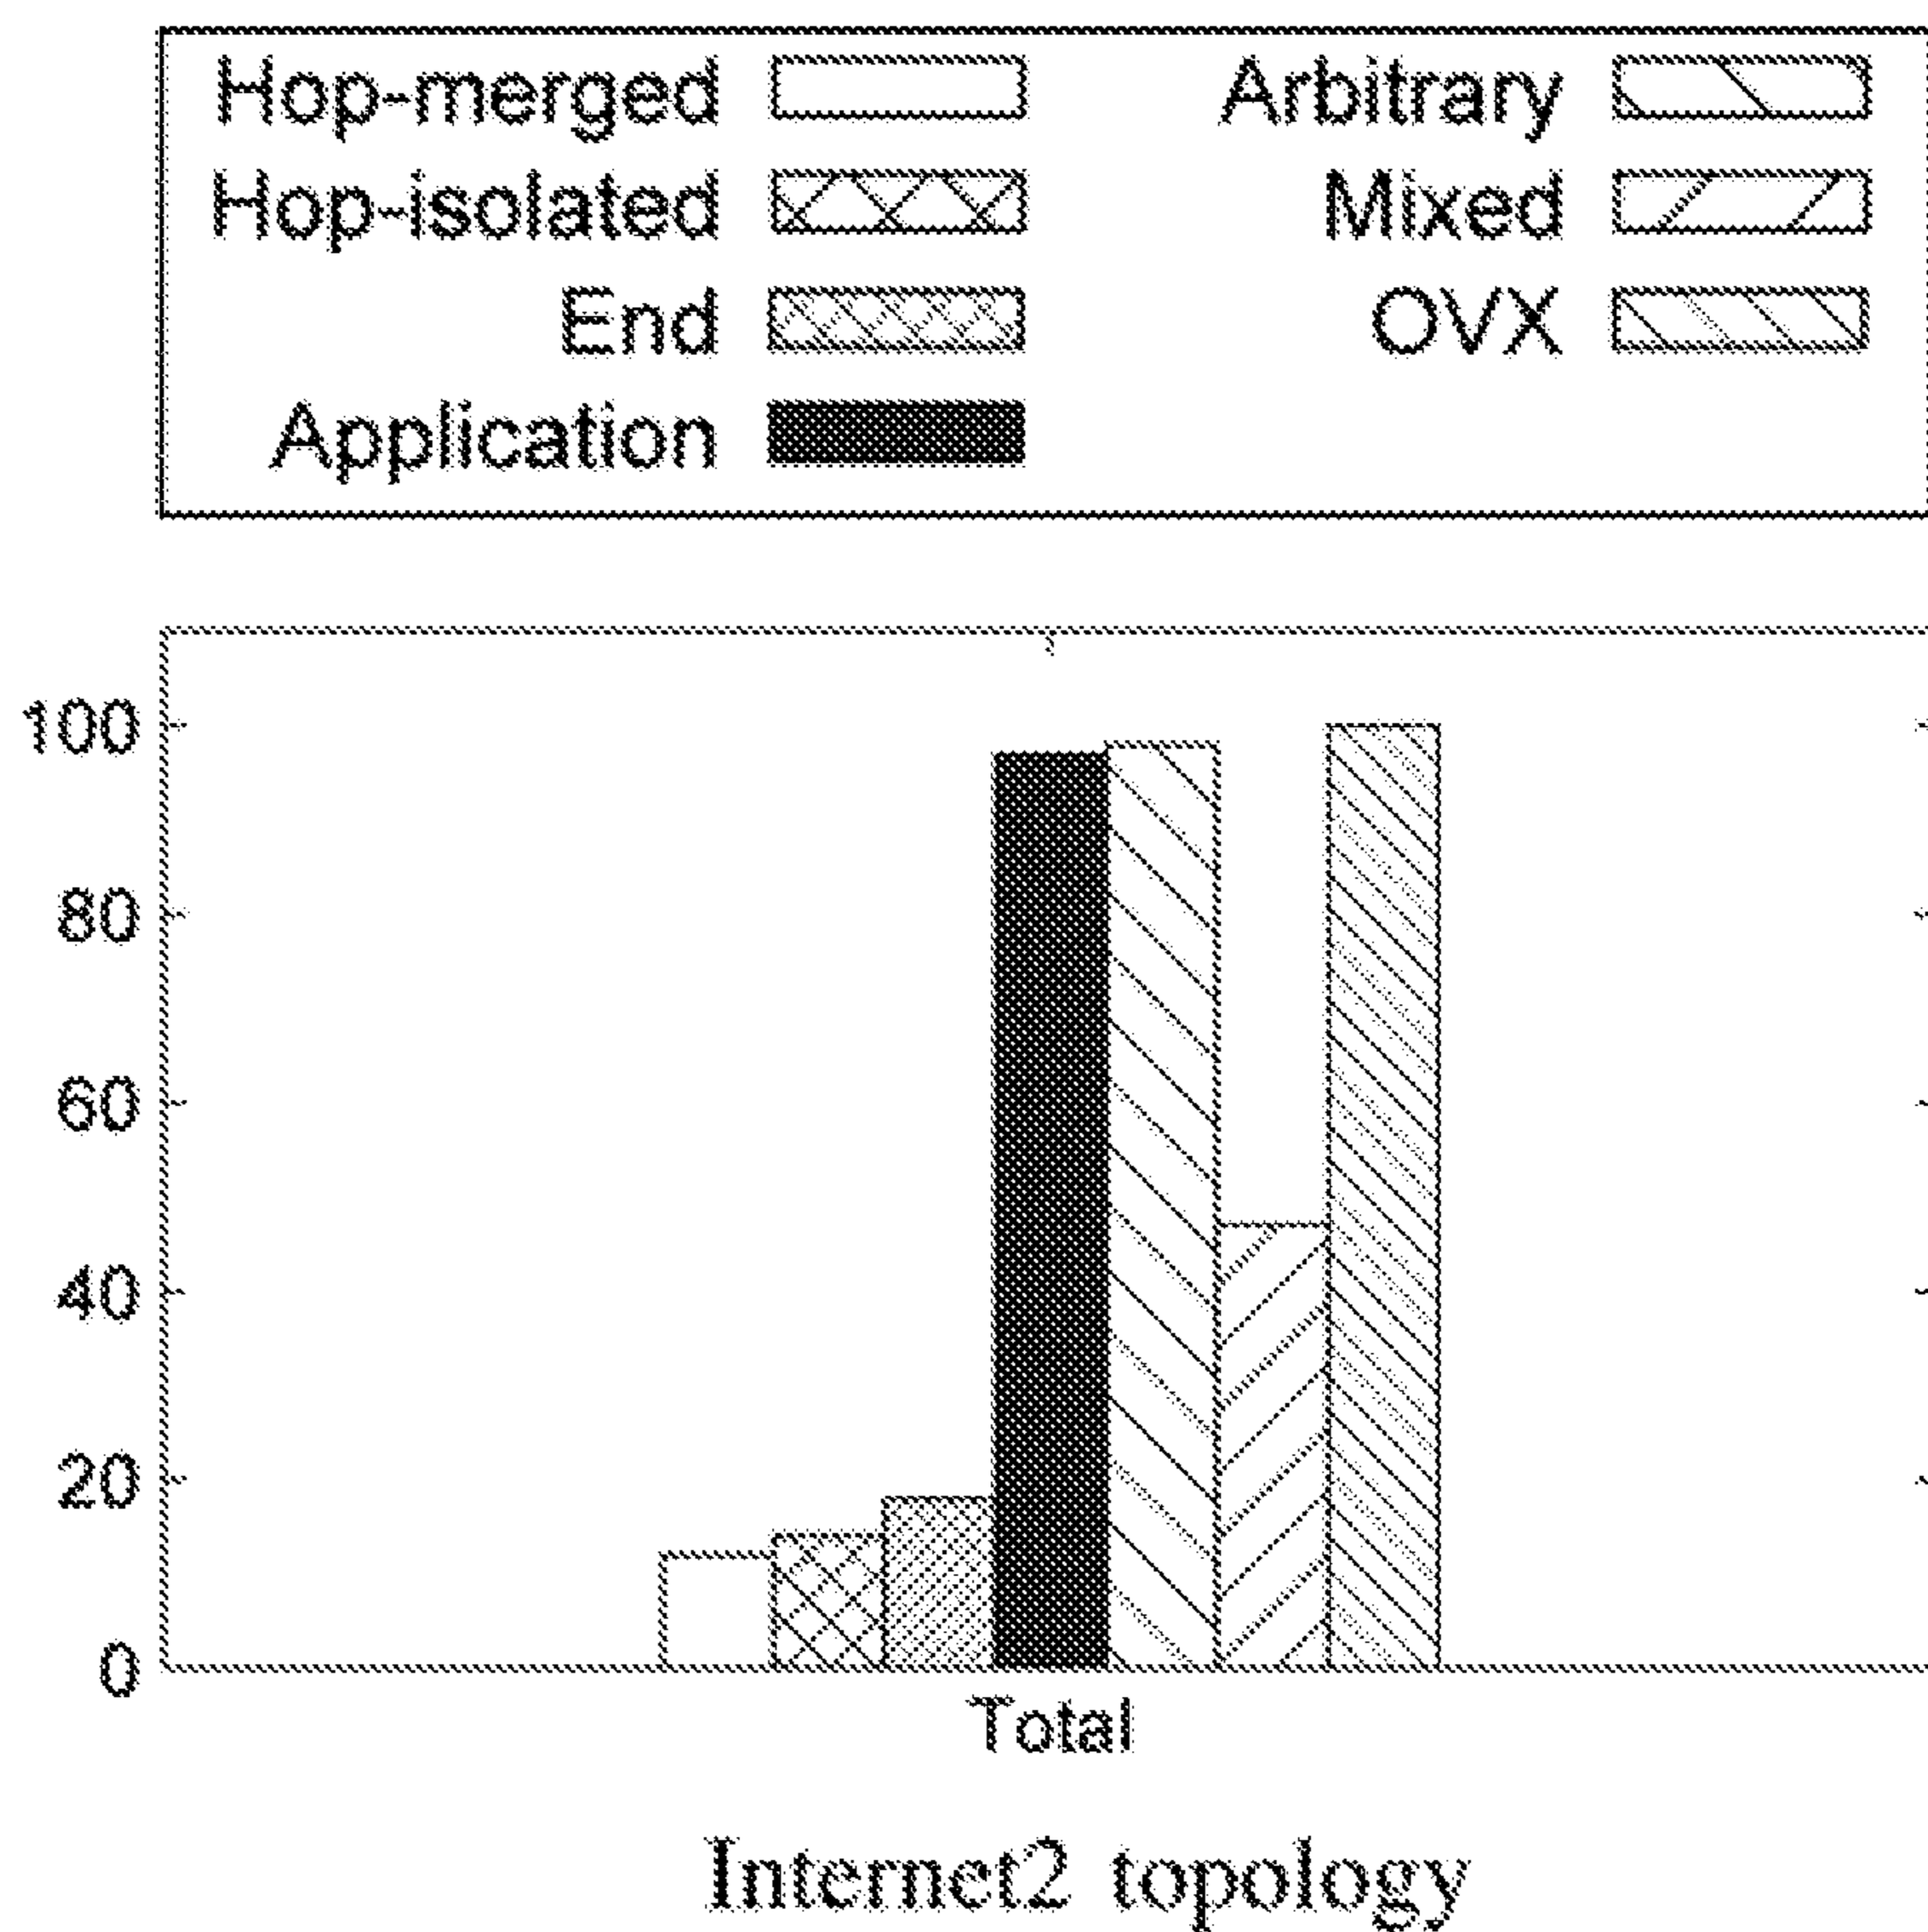 Hop-merged Arbitrary
Hop-isolated Mixed
End OVX
Application
100
80
60
40
20
0
Total
Internet2 topology